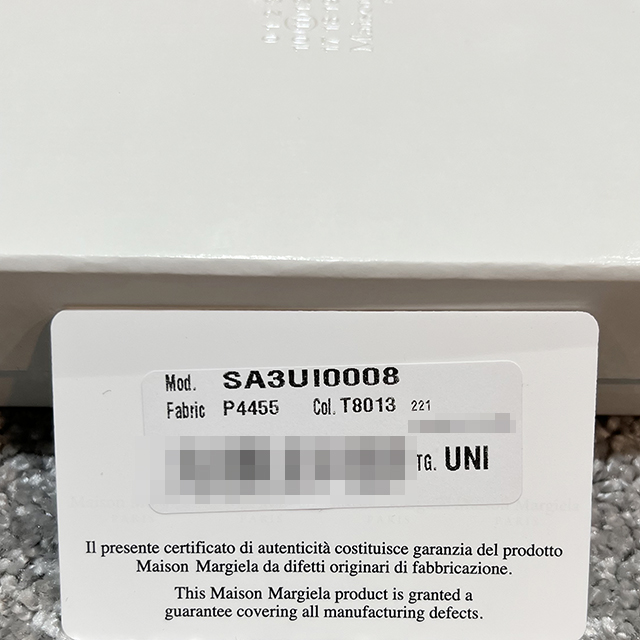 Maison
Mod. SA3UI0008
Fabric P4455 Col. T8013 221
TG. UNI
Il presente certificato di autenticità costituisce garanzia del prodotto
Maison Margiela da difetti originari di fabbricazione.
This Maison Margiela product is granted a
guarantee covering all manufacturing defects.